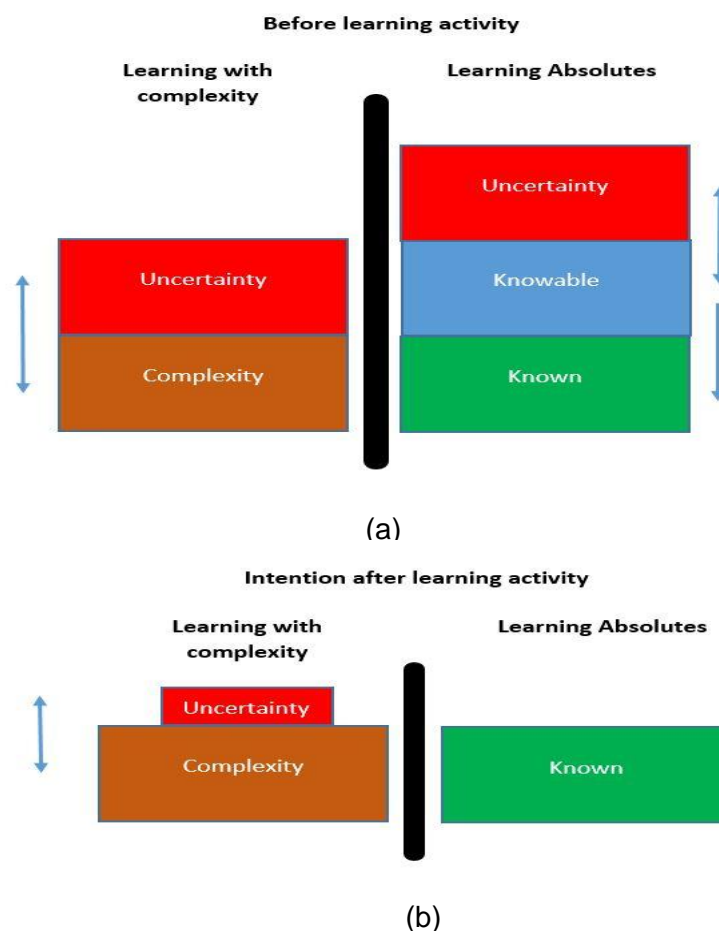 Before learning activity
Learning with
complexity
Learning Absolutes
Uncertainty
Uncertainty
Knowable
Complexity
Known
(a)
Intention after learning activity
Learning with
complexity
Learning Absolutes
Uncertainty
Complexity
Known
(b)